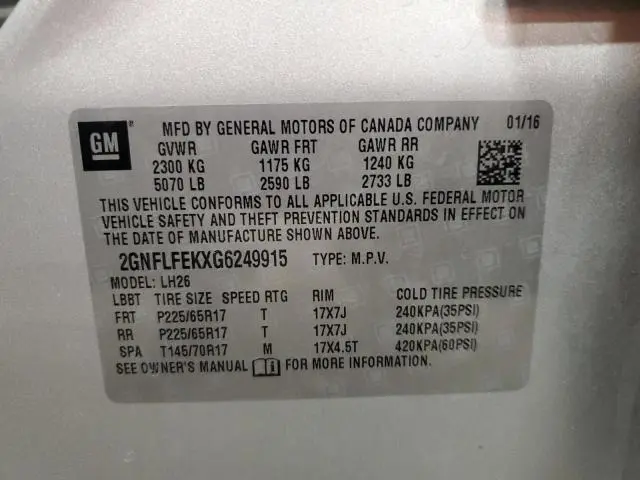 GM ® MFD BY GENERAL MOTORS OF CANADA COMPANY 01/16
GVWR GAWR FRT GAWR RR
2300 KG 1175 KG 1240 KG
5070 LB 2590 LB 2733 LB
THIS VEHICLE CONFORMS TO ALL APPLICABLE U.S. FEDERAL MOTOR
VEHICLE SAFETY AND THEFT PREVENTION STANDARDS IN EFFECT ON
THE DATE OF MANUFACTURE SHOWN ABOVE.
2GNFLFEKXG6249915 TYPE: M.P.V.
MODEL: LH26
LBBT TIRE SIZE SPEED RTG RIM COLD TIRE PRESSURE
FRT P225/65R17 T 17X7J 240KPA(35PSI)
RR P225/65R17 T 17X7J 240KPA(35PSI)
SPA T145/70R17 M 17X4.5T 420KPA(60PSI)
SEE OWNER'S MANUAL FOR MORE INFORMATION.